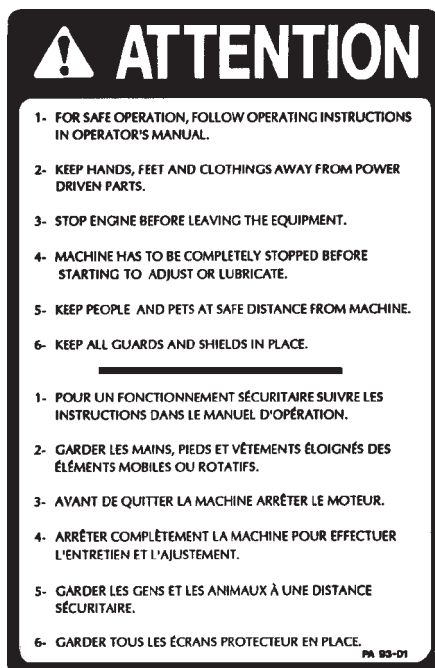 ATTENTION
1- FOR SAFE OPERATION, FOLLOW OPERATING INSTRUCTIONS
IN OPERATOR'S MANUAL.
2- KEEP HANDS, FEET AND CLOTHINGS AWAY FROM POWER
DRIVEN PARTS.
3- STOP ENGINE BEFORE LEAVING THE EQUIPMENT.
4- MACHINE HAS TO BE COMPLETELY STOPPED BEFORE
STARTING TO ADJUST OR LUBRICATE.
5- KEEP PEOPLE AND PETS AT SAFE DISTANCE FROM MACHINE.
6- KEEP ALL GUARDS AND SHIELDS IN PLACE.
1- POUR UN FONCTIONNEMENT SÉCURITAIRE SUIVRE LES
INSTRUCTIONS DANS LE MANUEL D'OPÉRATION.
2- GARDER LES MAINS, PIEDS ET VÊTEMENTS ÉLOIGNÉS DES
ÉLÉMENTS MOBILES OU ROTATIFS.
3- AVANT DE QUITTER LA MACHINE ARRÊTER LE MOTEUR.
4- ARRÊTER COMPLÈTEMENT LA MACHINE POUR EFFECTUER
L'ENTRETIEN ET L'AJUSTEMENT.
5- GARDER LES GENS ET LES ANIMAUX À UNE DISTANCE
SÉCURITAIRE.
6- GARDER TOUS LES ÉCRANS PROTECTEUR EN PLACE.
PA 93-D1